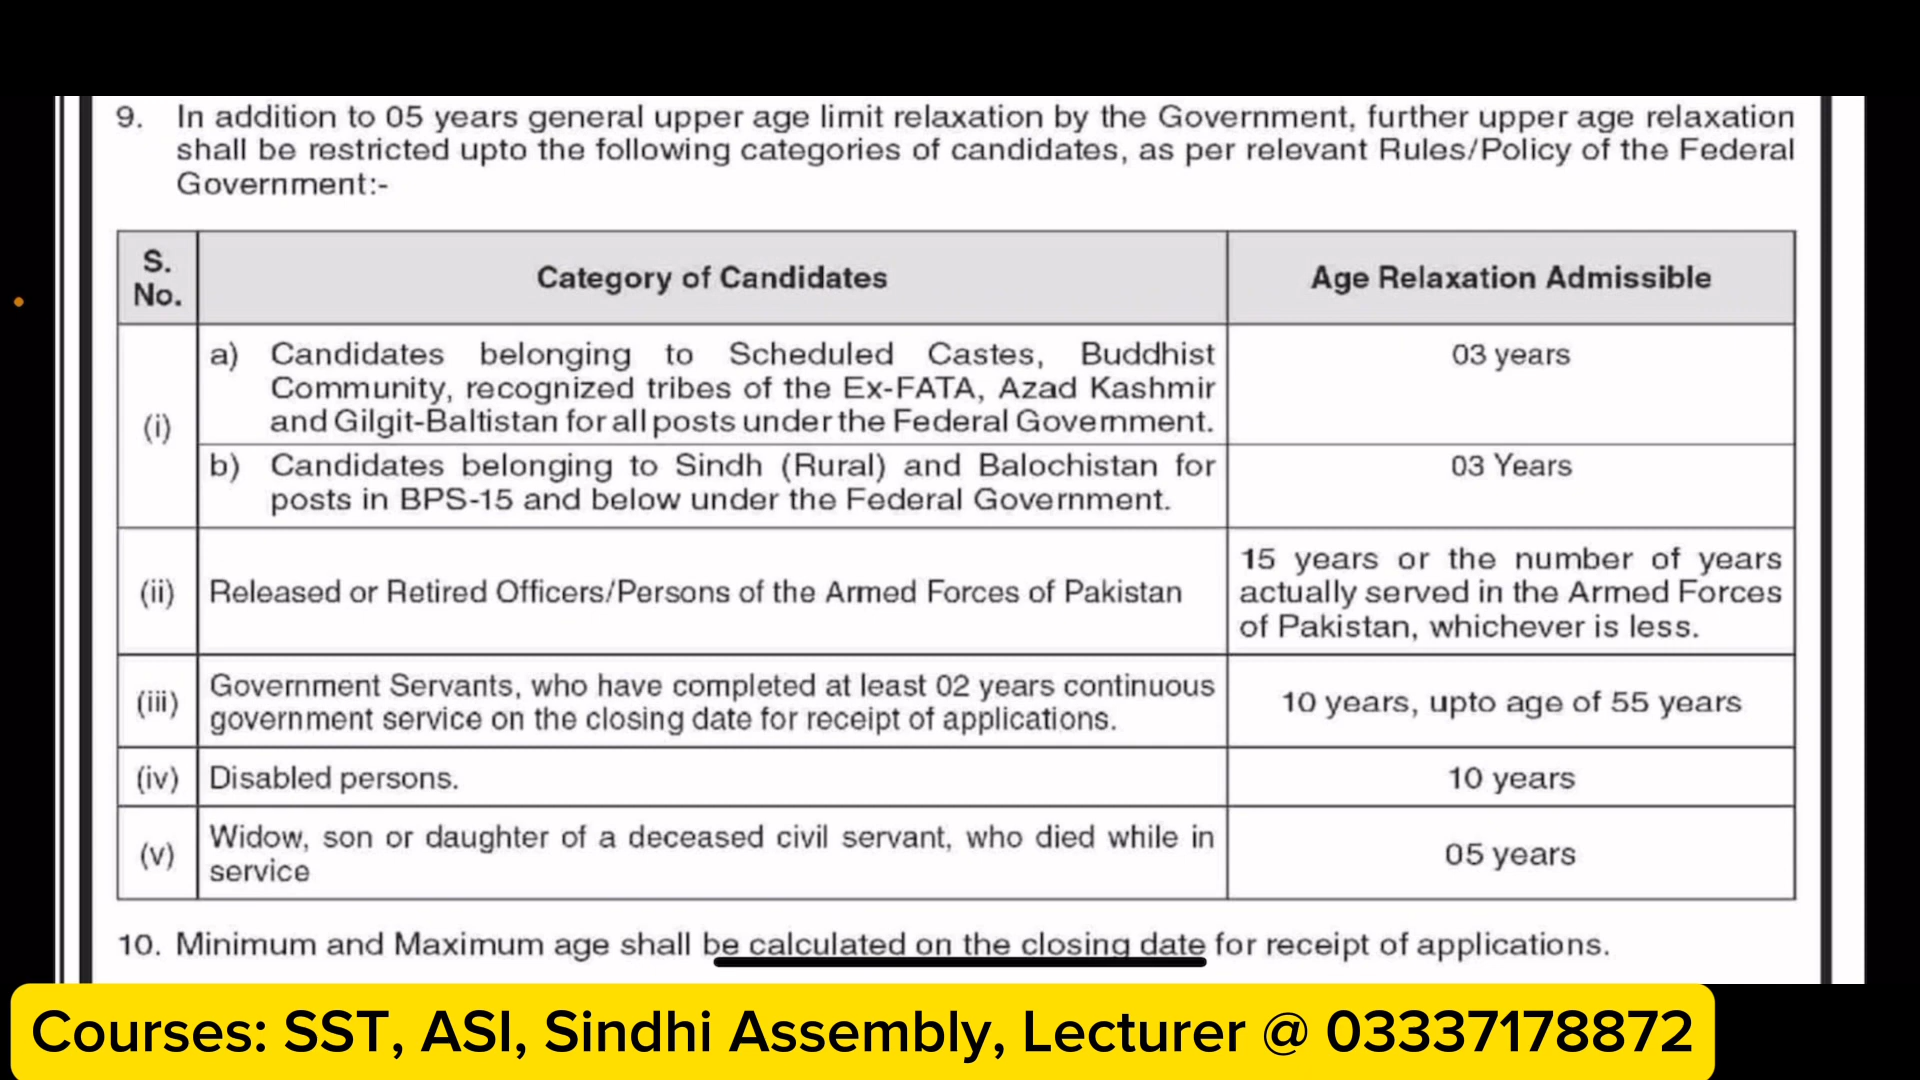 9. In addition to 05 years general upper age limit relaxation by the Government, further upper age relaxation
shall be restricted upto the following categories of candidates, as per relevant Rules/Policy of the Federal
Government:-
S. No.
Category of Candidates
Age Relaxation Admissible
(i)
a) Candidates belonging to Scheduled Castes, Buddhist
Community, recognized tribes of the Ex-FATA, Azad Kashmir
and Gilgit-Baltistan for all posts under the Federal Government.
03 years
b) Candidates belonging to Sindh (Rural) and Balochistan for
posts in BPS-15 and below under the Federal Government.
03 Years
(ii)
Released or Retired Officers/Persons of the Armed Forces of Pakistan
15 years or the number of years
actually served in the Armed Forces
of Pakistan, whichever is less.
(iii)
Government Servants, who have completed at least 02 years continuous
government service on the closing date for receipt of applications.
10 years, upto age of 55 years
(iv)
Disabled persons.
10 years
(v)
Widow, son or daughter of a deceased civil servant, who died while in
service
05 years
10. Minimum and Maximum age shall be calculated on the closing date for receipt of applications.
Courses: SST, ASI, Sindhi Assembly, Lecturer @ 03337178872